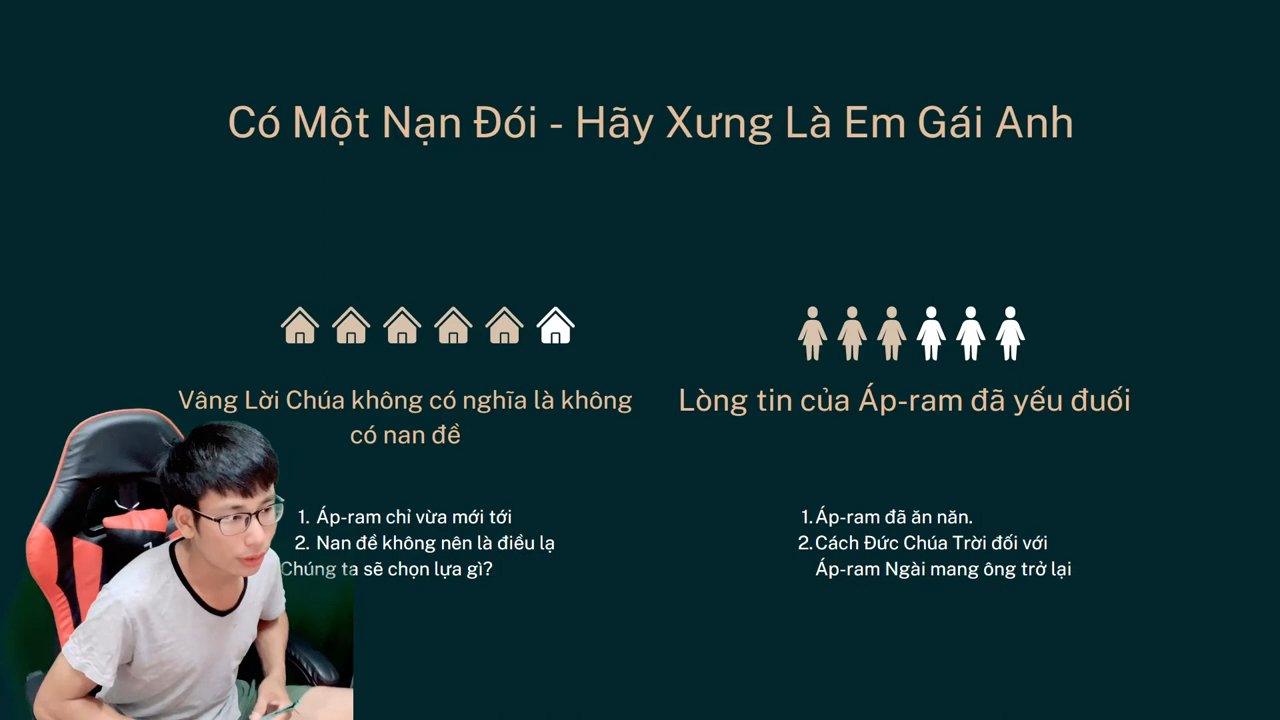 Có Một Nạn Đói - Hãy Xưng Là Em Gái Anh
Vâng Lời Chúa không có nghĩa là không
có nan đề
1. Áp-ram chỉ vừa mới tới
2. Nan đề không nên là điều lạ
Chúng ta sẽ chọn lựa gì?
Lòng tin của Áp-ram đã yếu đuối
1. Áp-ram đã ăn năn.
2. Cách Đức Chúa Trời đối với
Áp-ram Ngài mang ông trở lại